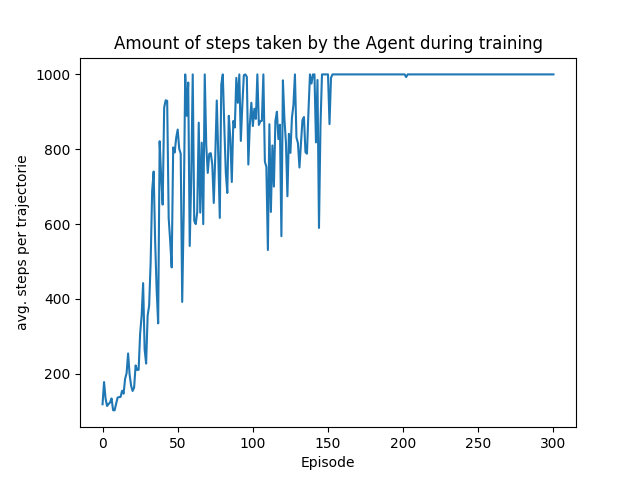 Amount of steps taken by the Agent during training
1000
800
600
400
200
avg. steps per trajectorie
0 50 100 150 200 250 300
Episode